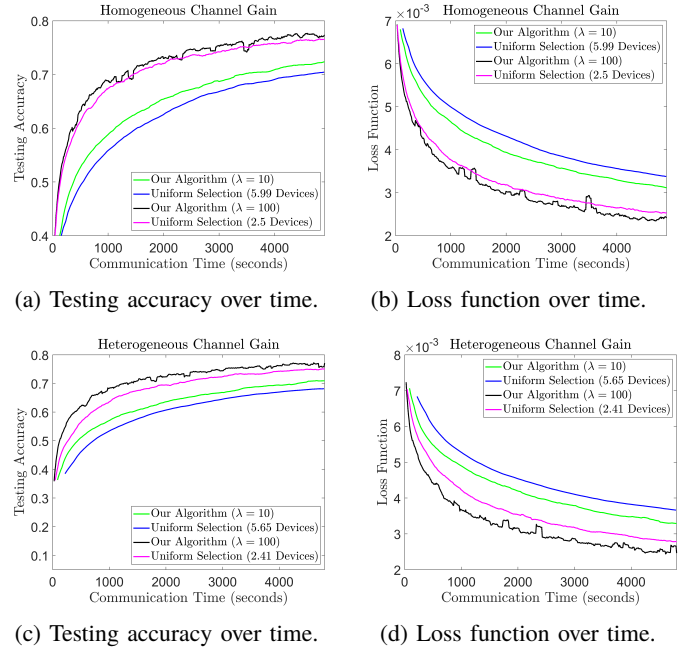 Homogeneous Channel Gain
0.8
0.7
0.6
0.5
0.4
Testing Accuracy
Our Algorithm (λ = 10)
Uniform Selection (5.99 Devices)
Our Algorithm (λ = 100)
Uniform Selection (2.5 Devices)
0 1000 2000 3000 4000
Communication Time (seconds)
(a) Testing accuracy over time.
×10⁻³ Homogeneous Channel Gain
7
6
5
4
3
2
Loss Function
Our Algorithm (λ = 10)
Uniform Selection (5.99 Devices)
Our Algorithm (λ = 100)
Uniform Selection (2.5 Devices)
0 1000 2000 3000 4000
Communication Time (seconds)
(b) Loss function over time.
Heterogeneous Channel Gain
0.8
0.7
0.6
0.5
0.4
0.3
0.2
0.1
Testing Accuracy
Our Algorithm (λ = 10)
Uniform Selection (5.65 Devices)
Our Algorithm (λ = 100)
Uniform Selection (2.41 Devices)
0 1000 2000 3000 4000
Communication Time (seconds)
(c) Testing accuracy over time.
×10⁻³ Heterogeneous Channel Gain
8
7
6
5
4
3
2
Loss Function
Our Algorithm (λ = 10)
Uniform Selection (5.65 Devices)
Our Algorithm (λ = 100)
Uniform Selection (2.41 Devices)
0 1000 2000 3000 4000
Communication Time (seconds)
(d) Loss function over time.